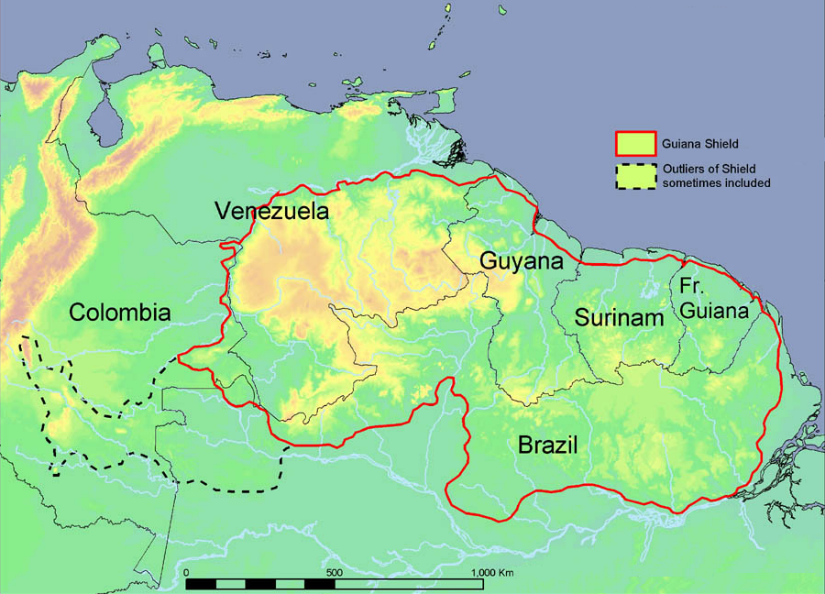 Guiana Shield
Outliers of Shield
sometimes included
Venezuela
Guyana
Fr.
Guiana
Colombia
Surinam
Brazil
0 500 1,000 Km